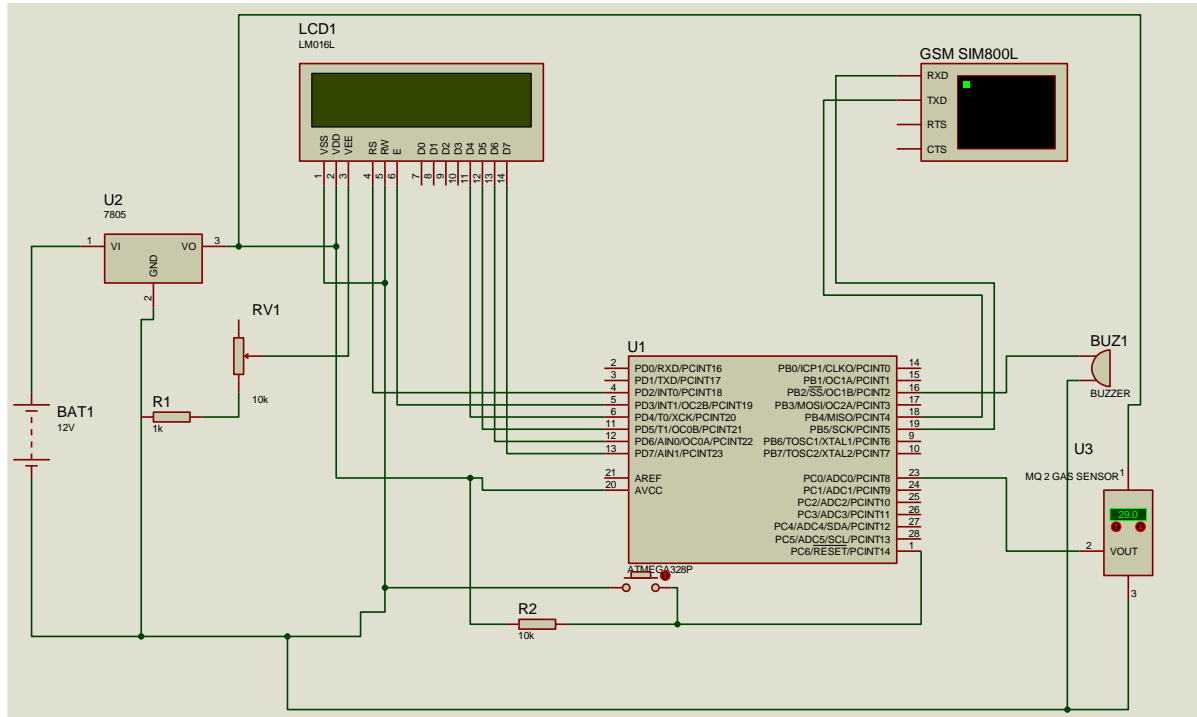 LCD1
LM016L
VSS
VDD
VEE
RS
RW
E
D0
D1
D2
D3
D4
D5
D6
D7
1
2
3
4
5
6
7
8
9
10
11
12
13
14
GSM SIM800L
RXD
TXD
RTS
CTS
U2
7805
1
VI
VO
3
GND
2
RV1
10k
R1
1k
BAT1
12V
U1
2 PD0/RXD/PCINT16
3 PD1/TXD/PCINT17
4 PD2/INT0/PCINT18
5 PD3/INT1/OC2B/PCINT19
6 PD4/T0/XCK/PCINT20
11 PD5/T1/OC0B/PCINT21
12 PD6/AIN0/OC0A/PCINT22
13 PD7/AIN1/PCINT23
21 AREF
20 AVCC
PB0/ICP1/CLKO/PCINT0 14
PB1/OC1A/PCINT1 15
PB2/SS/OC1B/PCINT2 16
PB3/MOSI/OC2A/PCINT3 17
PB4/MISO/PCINT4 18
PB5/SCK/PCINT5 19
PB6/TOSC1/XTAL1/PCINT6 9
PB7/TOSC2/XTAL2/PCINT7 10
PC0/ADC0/PCINT8 23
PC1/ADC1/PCINT9 24
PC2/ADC2/PCINT10 25
PC3/ADC3/PCINT11 26
PC4/ADC4/SDA/PCINT12 27
PC5/ADC5/SCL/PCINT13 28
PC6/RESET/PCINT14 1
ATMEGA328P
R2
10k
BUZ1
BUZZER
U3
MQ 2 GAS SENSOR
1
29.0
2
VOUT
3